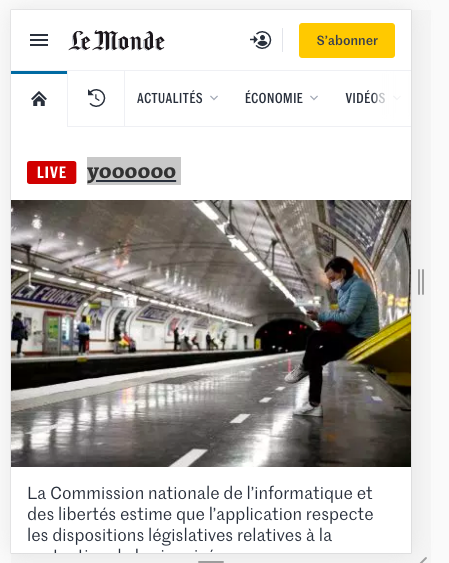 Le Monde
S'abonner
ACTUALITÉS
ÉCONOMIE
VIDÉOS
LIVE yoooooo
La Commission nationale de l'informatique et
des libertés estime que l'application respecte
les dispositions législatives relatives à la